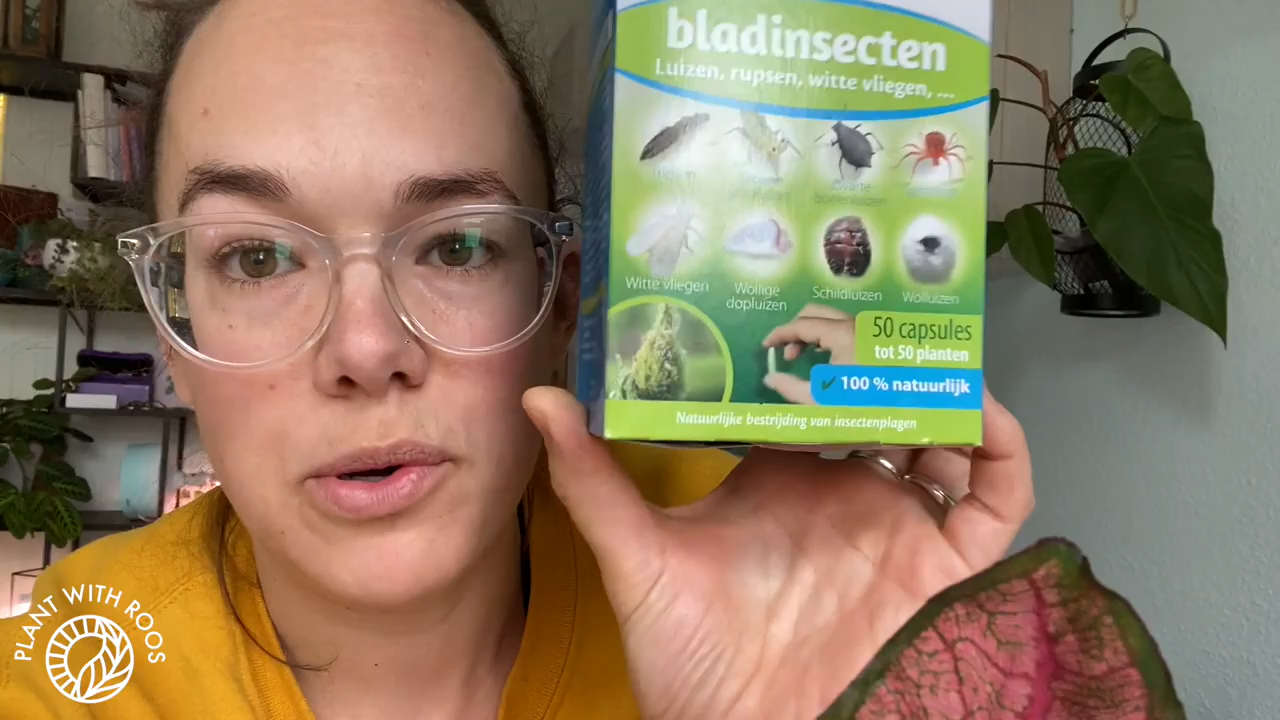 bladinsecten
Luizen, rupsen, witte vliegen, ...
Zwarte
bonenluizen
Witte vliegen
Wollige
dopluizen
Schildluizen
Wolluizen
50 capsules
tot 50 planten
✓ 100 % natuurlijk
Natuurlijke bestrijding van insectenplagen
PLANT WITH ROOS